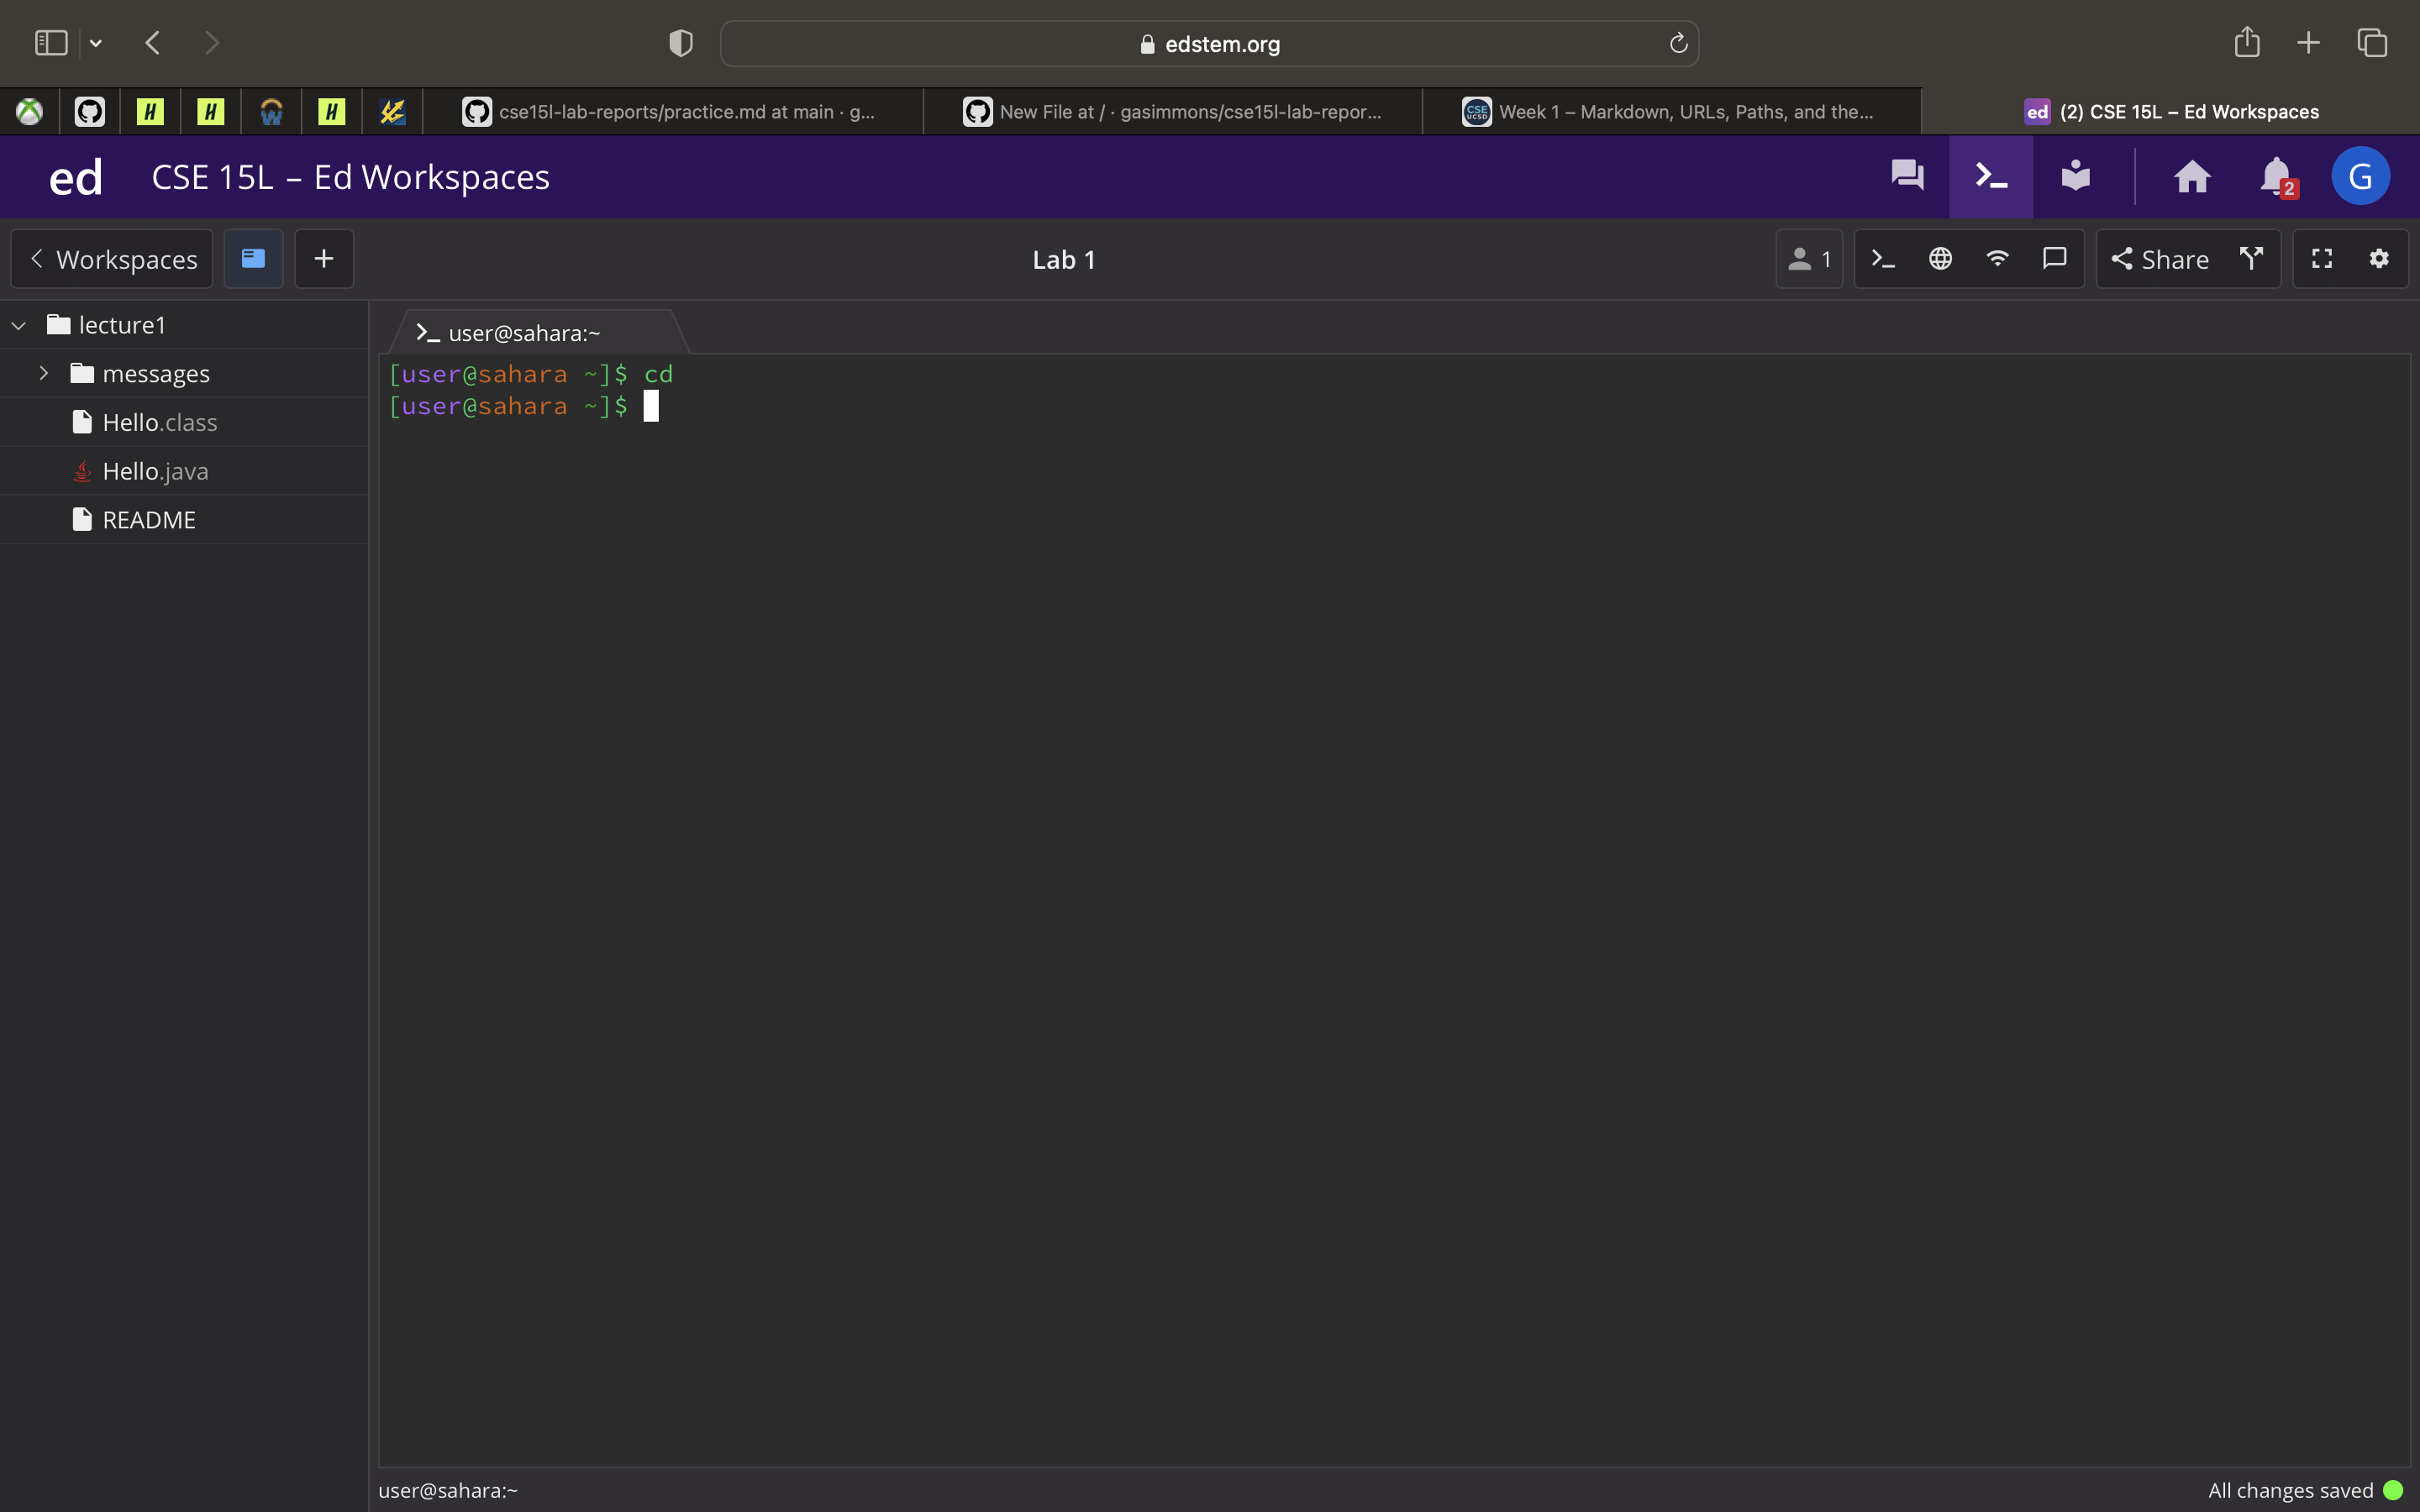 edstem.org
cse15l-lab-reports/practice.md at main · g...
New File at / · gasimmons/cse15l-lab-repor...
CSE UCSD
Week 1 – Markdown, URLs, Paths, and the...
ed (2) CSE 15L – Ed Workspaces
ed CSE 15L – Ed Workspaces
2
G
Workspaces
Lab 1
1
Share
lecture1
messages
Hello.class
Hello.java
README
user@sahara:~
[user@sahara ~]$ cd
[user@sahara ~]$
user@sahara:~
All changes saved